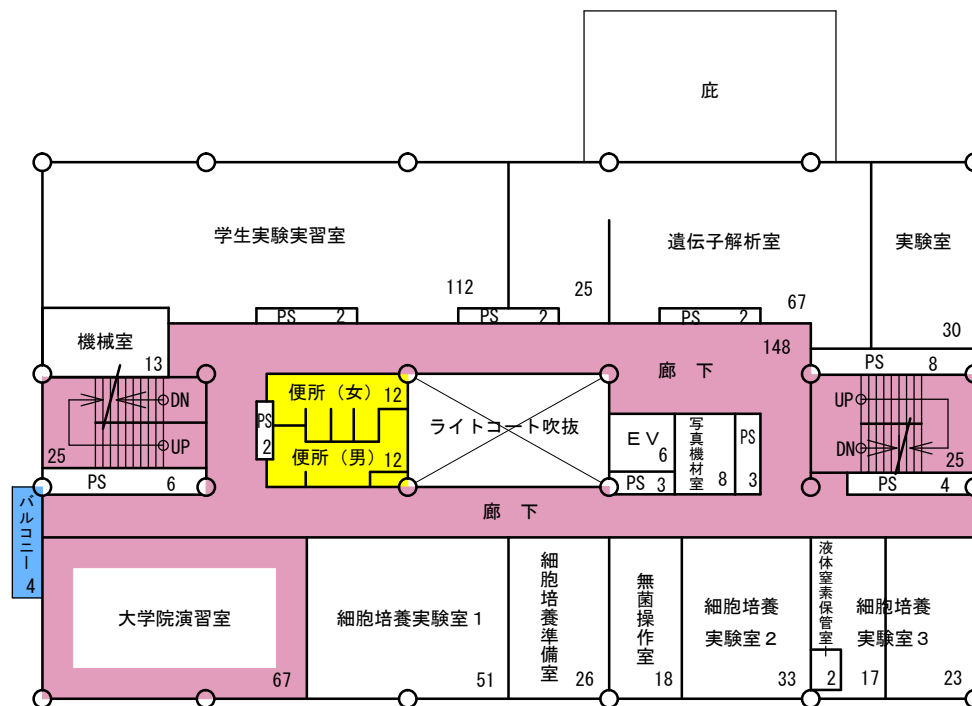 庇
学生実験実習室
遺伝子解析室
実験室
112
25
67
30
PS 2
PS 2
PS 2
機械室
13
148
廊 下
PS 8
便所（女）
12
ライトコート吹抜
DN
UP
25
PS
2
便所（男）
12
EV
6
写真機材室
8
PS
3
PS 3
UP
DN
25
PS 6
PS 4
バルコニー
4
廊 下
大学院演習室
67
細胞培養実験室１
51
細胞培養準備室
26
無菌操作室
18
細胞培養
実験室２
33
液体窒素保管室
2
17
細胞培養
実験室３
23